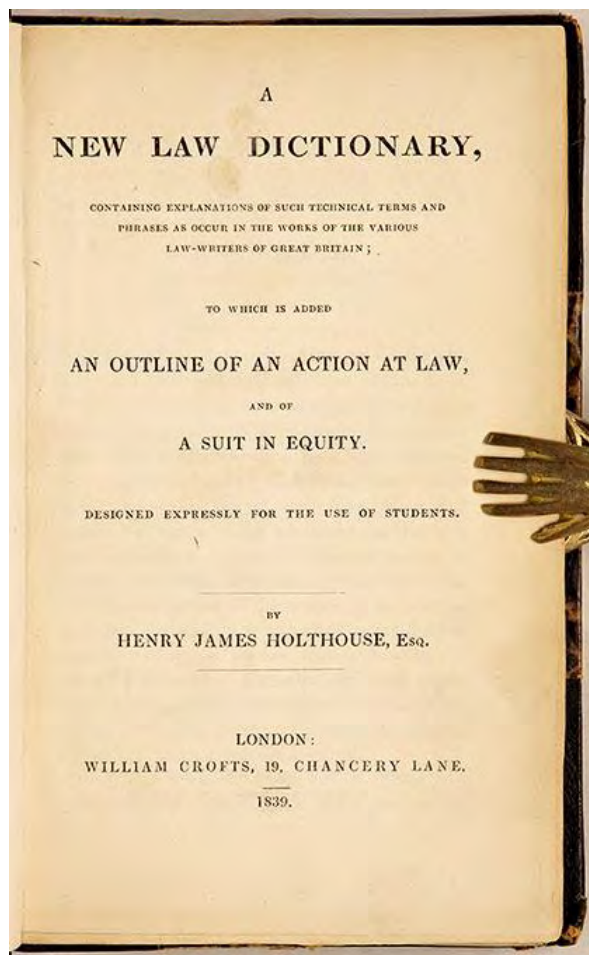 A
NEW LAW DICTIONARY,
CONTAINING EXPLANATIONS OF SUCH TECHNICAL TERMS AND
PHRASES AS OCCUR IN THE WORKS OF THE VARIOUS
LAW-WRITERS OF GREAT BRITAIN;
TO WHICH IS ADDED
AN OUTLINE OF AN ACTION AT LAW,
AND OF
A SUIT IN EQUITY.
DESIGNED EXPRESSLY FOR THE USE OF STUDENTS.
BY
HENRY JAMES HOLTHOUSE, Esq.
LONDON:
WILLIAM CROFTS, 19, CHANCERY LANE.
1839.